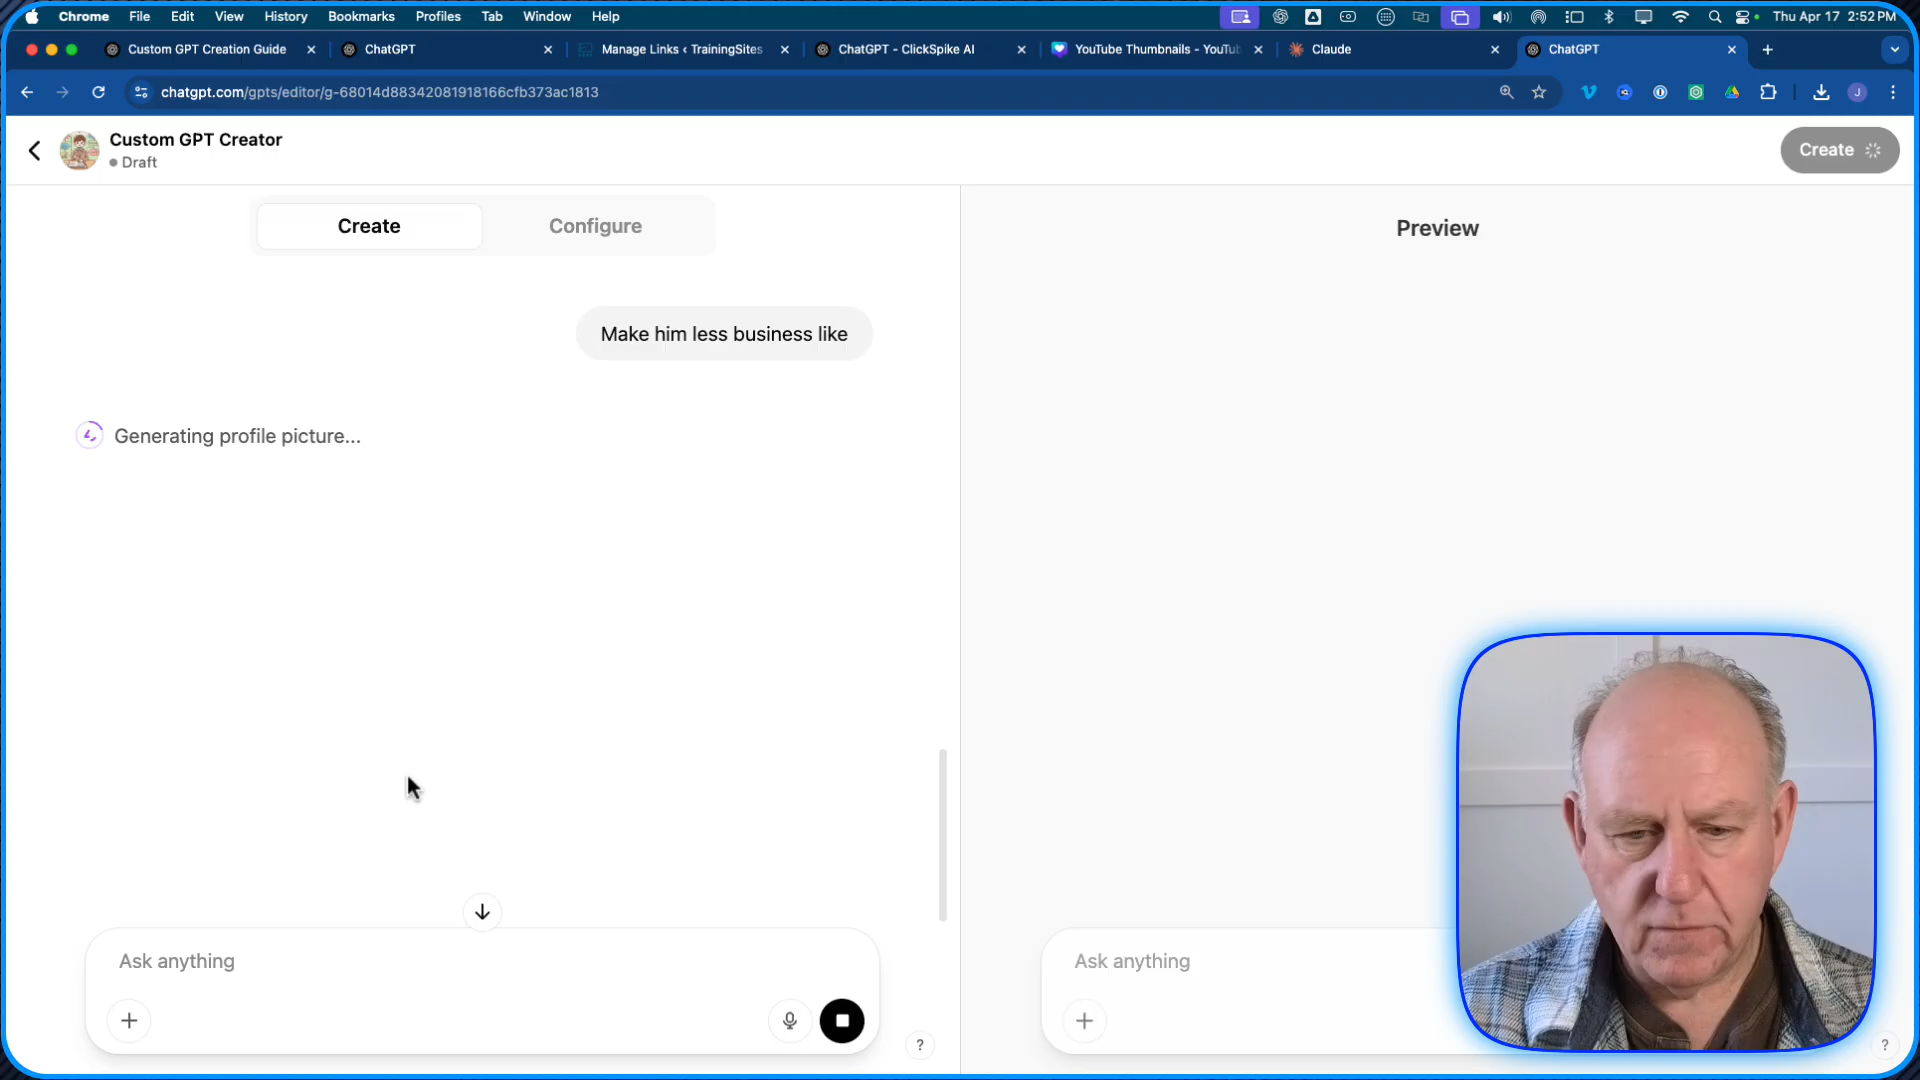 Chrome File Edit View History Bookmarks Profiles Tab Window Help Thu Apr 17 2:52 PM
Custom GPT Creation Guide ChatGPT Manage Links ‹ TrainingSites ChatGPT - ClickSpike AI YouTube Thumbnails - YouTub Claude ChatGPT
chatgpt.com/gpts/editor/g-68014d88342081918166cfb373ac1813 J
Custom GPT Creator
Draft
Create
Create Configure
Preview
Make him less business like
Generating profile picture...
Ask anything
Ask anything
?
?